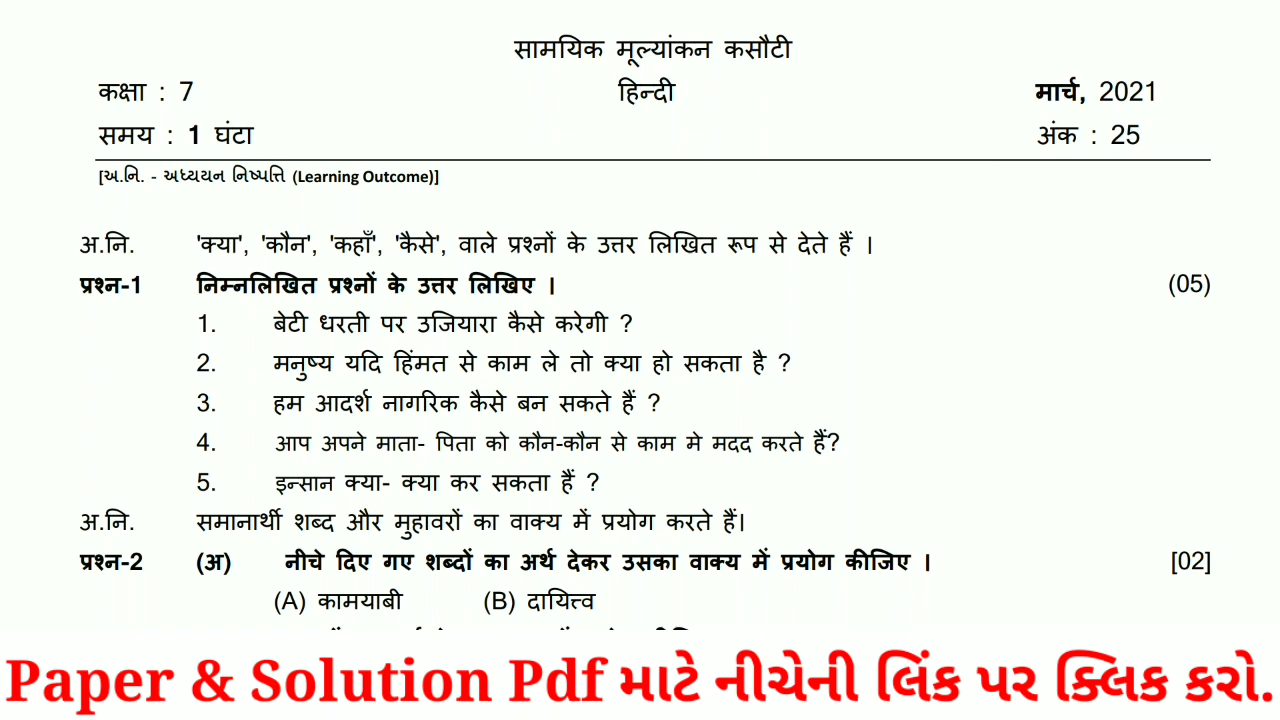 सामयिक मूल्यांकन कसौटी
कक्षा : 7 हिन्दी मार्च, 2021
समय : 1 घंटा अंक : 25
[અ.નિ. - અધ્યયન નિષ્પત્તિ (Learning Outcome)]
अ.नि. 'क्या', 'कौन', 'कहाँ', 'कैसे', वाले प्रश्नों के उत्तर लिखित रूप से देते हैं ।
प्रश्न-1 निम्नलिखित प्रश्नों के उत्तर लिखिए । (05)
1. बेटी धरती पर उजियारा कैसे करेगी ?
2. मनुष्य यदि हिंमत से काम ले तो क्या हो सकता है ?
3. हम आदर्श नागरिक कैसे बन सकते हैं ?
4. आप अपने माता- पिता को कौन-कौन से काम मे मदद करते हैं?
5. इन्सान क्या- क्या कर सकता हैं ?
अ.नि. समानार्थी शब्द और मुहावरों का वाक्य में प्रयोग करते हैं।
प्रश्न-2 (अ) नीचे दिए गए शब्दों का अर्थ देकर उसका वाक्य में प्रयोग कीजिए । [02]
(A) कामयाबी (B) दायित्त्व
Paper & Solution Pdf માટે નીચેની લિંક પર ક્લિક કરો.